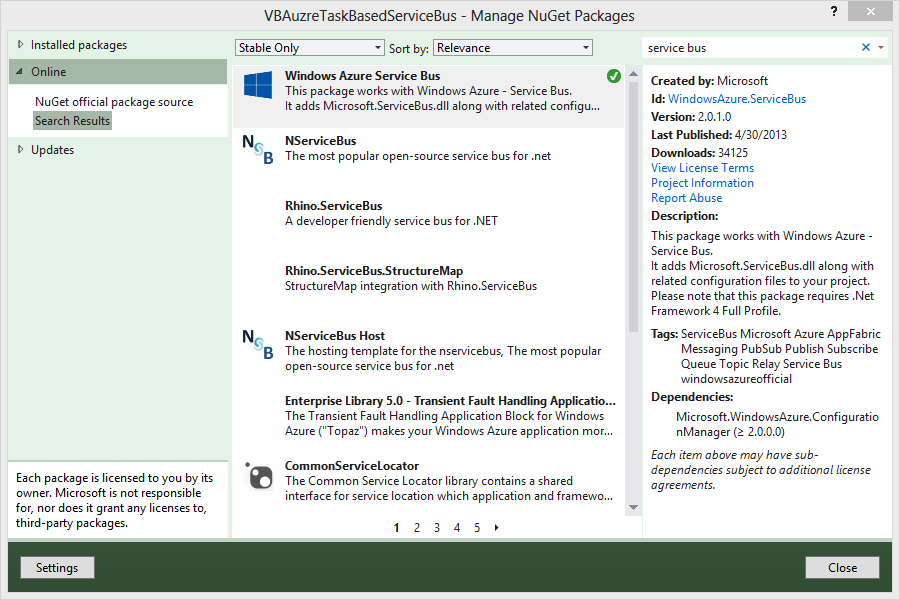 VBAuzreTaskBasedServiceBus - Manage NuGet Packages
?
Installed packages
Online
NuGet official package source
Search Results
Updates
Each package is licensed to you by its
owner. Microsoft is not responsible
for, nor does it grant any licenses to,
third-party packages.
Stable Only
Sort by:
Relevance
Windows Azure Service Bus
This package works with Windows Azure - Service Bus.
It adds Microsoft.ServiceBus.dll along with related configu...
NSB
NServiceBus
The most popular open-source service bus for .net
Rhino.ServiceBus
A developer friendly service bus for .NET
Rhino.ServiceBus.StructureMap
StructureMap integration with Rhino.ServiceBus
NSB
NServiceBus Host
The hosting template for the nservicebus, The most popular
open-source service bus for .net
Enterprise Library 5.0 - Transient Fault Handling Applicatio...
The Transient Fault Handling Application Block for Windows
Azure ("Topaz") makes your Windows Azure application mor...
CommonServiceLocator
The Common Service Locator library contains a shared
interface for service location which application and framewo...
1 2 3 4 5
service bus
Created by: Microsoft
Id: WindowsAzure.ServiceBus
Version: 2.0.1.0
Last Published: 4/30/2013
Downloads: 34125
View License Terms
Project Information
Report Abuse
Description:
This package works with Windows Azure -
Service Bus.
It adds Microsoft.ServiceBus.dll along with
related configuration files to your project.
Please note that this package requires .Net
Framework 4 Full Profile.
Tags: ServiceBus Microsoft Azure AppFabric
Messaging PubSub Publish Subscribe
Queue Topic Relay Service Bus
windowsazureofficial
Dependencies:
Microsoft.WindowsAzure.Configuratio
nManager (≥ 2.0.0.0)
Each item above may have sub-
dependencies subject to additional license
agreements.
Settings
Close